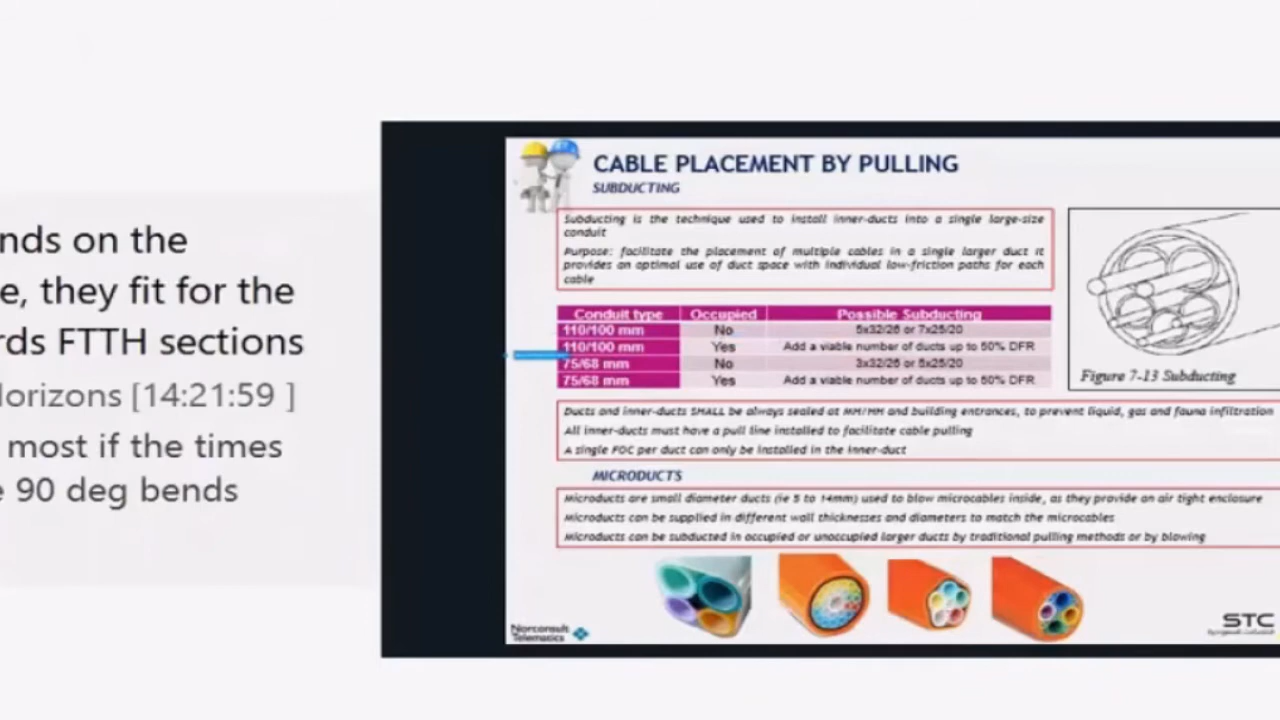 nds on the
e, they fit for the
rds FTTH sections
Horizons [14:21:59 ]
most if the times
e 90 deg bends
CABLE PLACEMENT BY PULLING
SUBDUCTING
Subducting is the technique used to install inner-ducts into a single large-size
conduit
Purpose: facilitate the placement of multiple cables in a single larger duct It
provides an optimal use of duct space with individual low-friction paths for each
cable
Conduit type Occupied Possible Subducting
110/100 mm No 5x32/26 or 7x25/20
110/100 mm Yes Add a viable number of ducts up to 50% DFR
75/68 mm No 3x32/26 or 5x25/20
75/68 mm Yes Add a viable number of ducts up to 50% DFR
Figure 7-13 Subducting
Ducts and inner-ducts SHALL be always sealed at MH/HH and building entrances, to prevent liquid, gas and fauna infiltration
All inner-ducts must have a pull line installed to facilitate cable pulling
A single FOC per duct can only be installed in the inner-duct
MICRODUCTS
Microducts are small diameter ducts (ie 5 to 14mm) used to blow microcables inside, as they provide an air tight enclosure
Microducts can be supplied in different wall thicknesses and diameters to match the microcables
Microducts can be subducted in occupied or unoccupied larger ducts by traditional pulling methods or by blowing
Norconsult
Telematics
STC